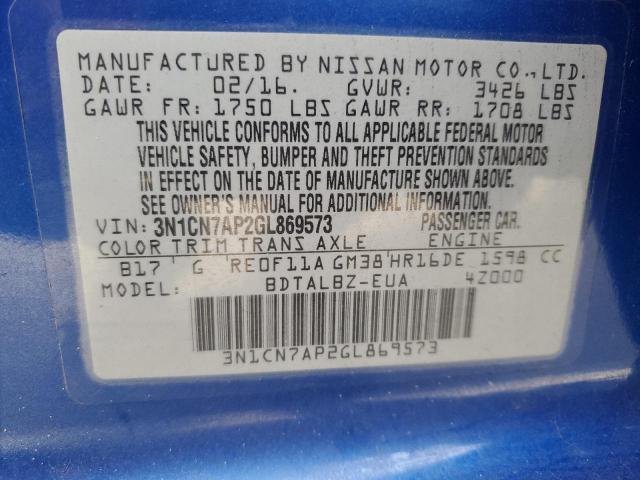 MANUFACTURED BY NISSAN MOTOR CO.,LTD.
DATE: 02/16. GVWR: 3426 LBS
GAWR FR: 1750 LBS GAWR RR: 1708 LBS
THIS VEHICLE CONFORMS TO ALL APPLICABLE FEDERAL MOTOR
VEHICLE SAFETY, BUMPER AND THEFT PREVENTION STANDARDS
IN EFFECT ON THE DATE OF MANUFACTURE SHOWN ABOVE.
SEE OWNER'S MANUAL FOR ADDITIONAL INFORMATION.
VIN: 3N1CN7AP2GL869573 PASSENGER CAR.
COLOR TRIM TRANS AXLE ENGINE
B17 G RE0F11A GM38 HR16DE 1598 CC
MODEL: BDTALBZ-EUA 4Z000
3N1CN7AP2GL869573